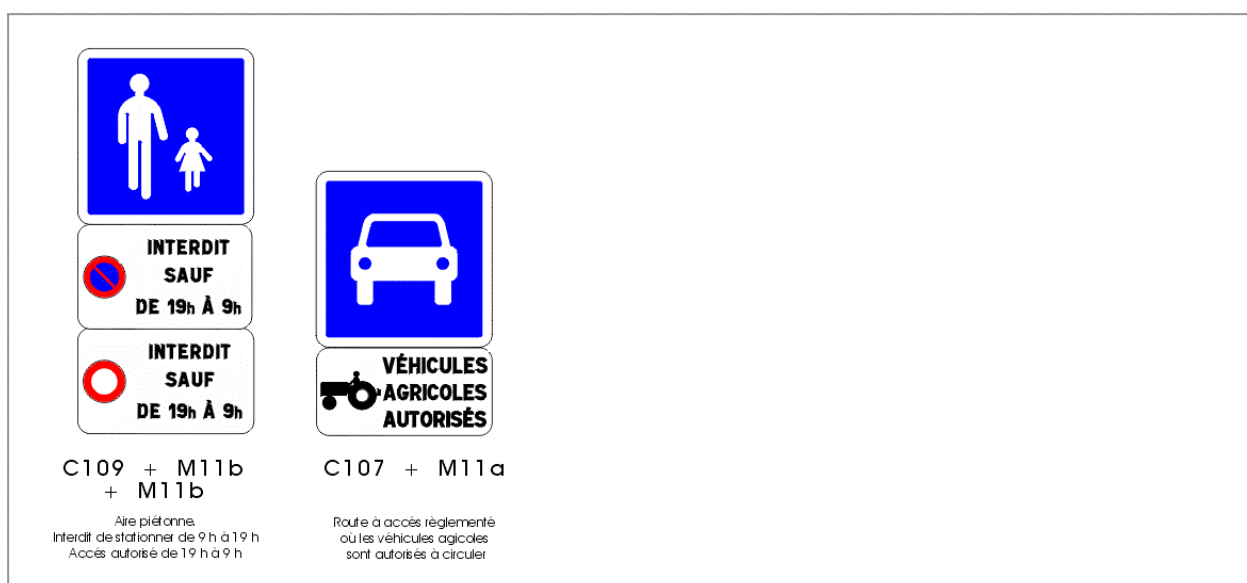 INTERDIT
SAUF
DE 19h À 9h
INTERDIT
SAUF
DE 19h À 9h
C109 + M11b
+ M11b
Aire piétonne.
Interdit de stationner de 9 h à 19 h
Accés autorisé de 19 h à 9 h
VÉHICULES
AGRICOLES
AUTORISÉS
C107 + M11a
Route à accés règlementé
où les véhicules agicoles
sont autorisés à circuler